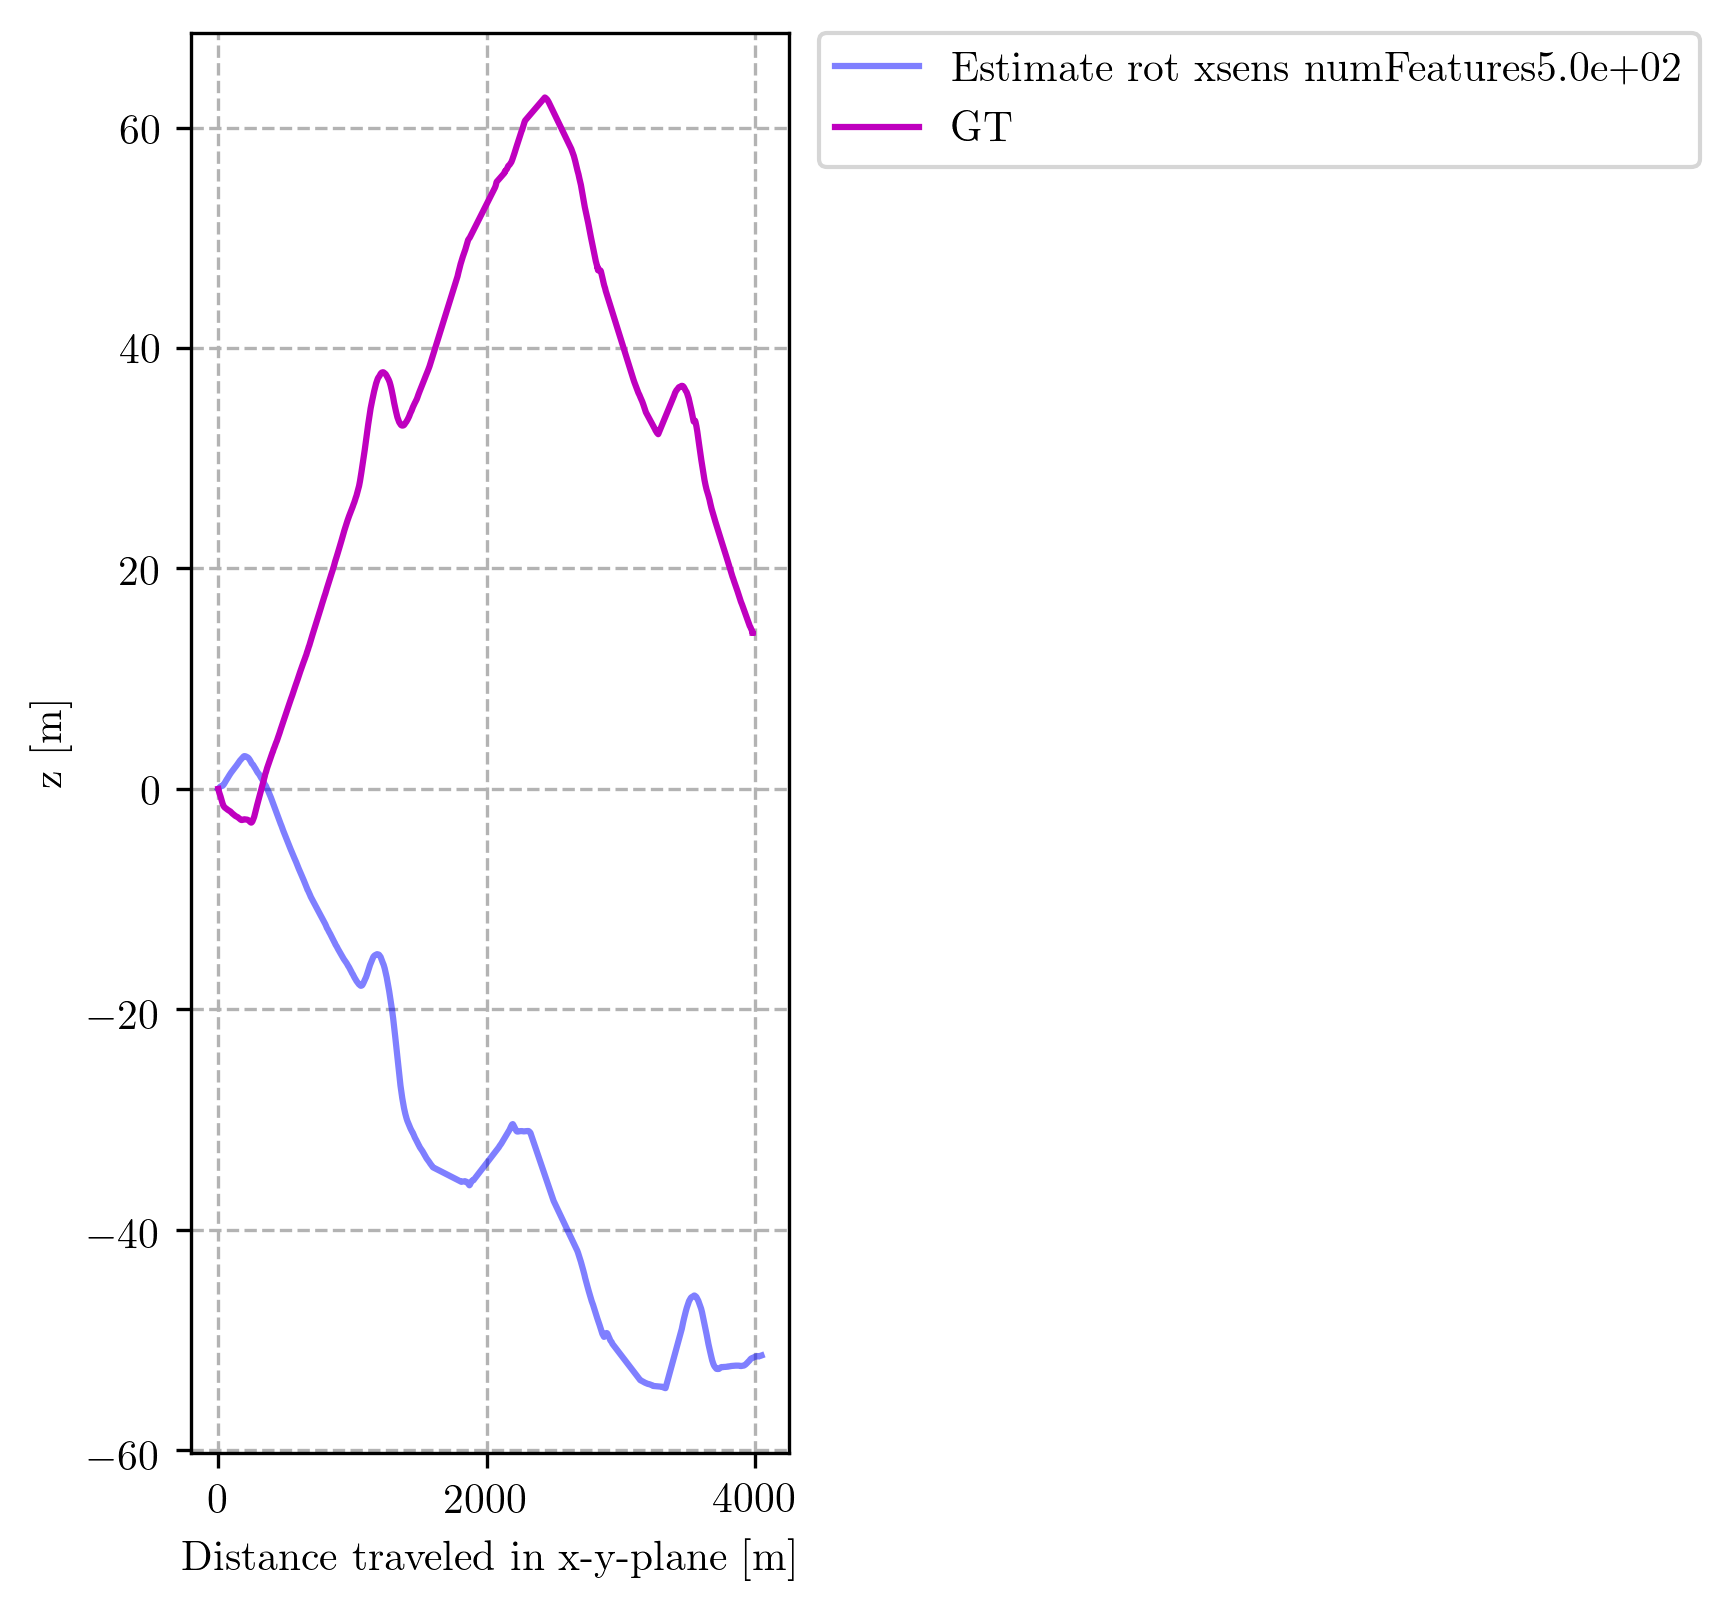 Estimate rot xsens numFeatures5.0e+02
GT
60
40
20
0
−20
−40
−60
z [m]
0 2000 4000
Distance traveled in x-y-plane [m]